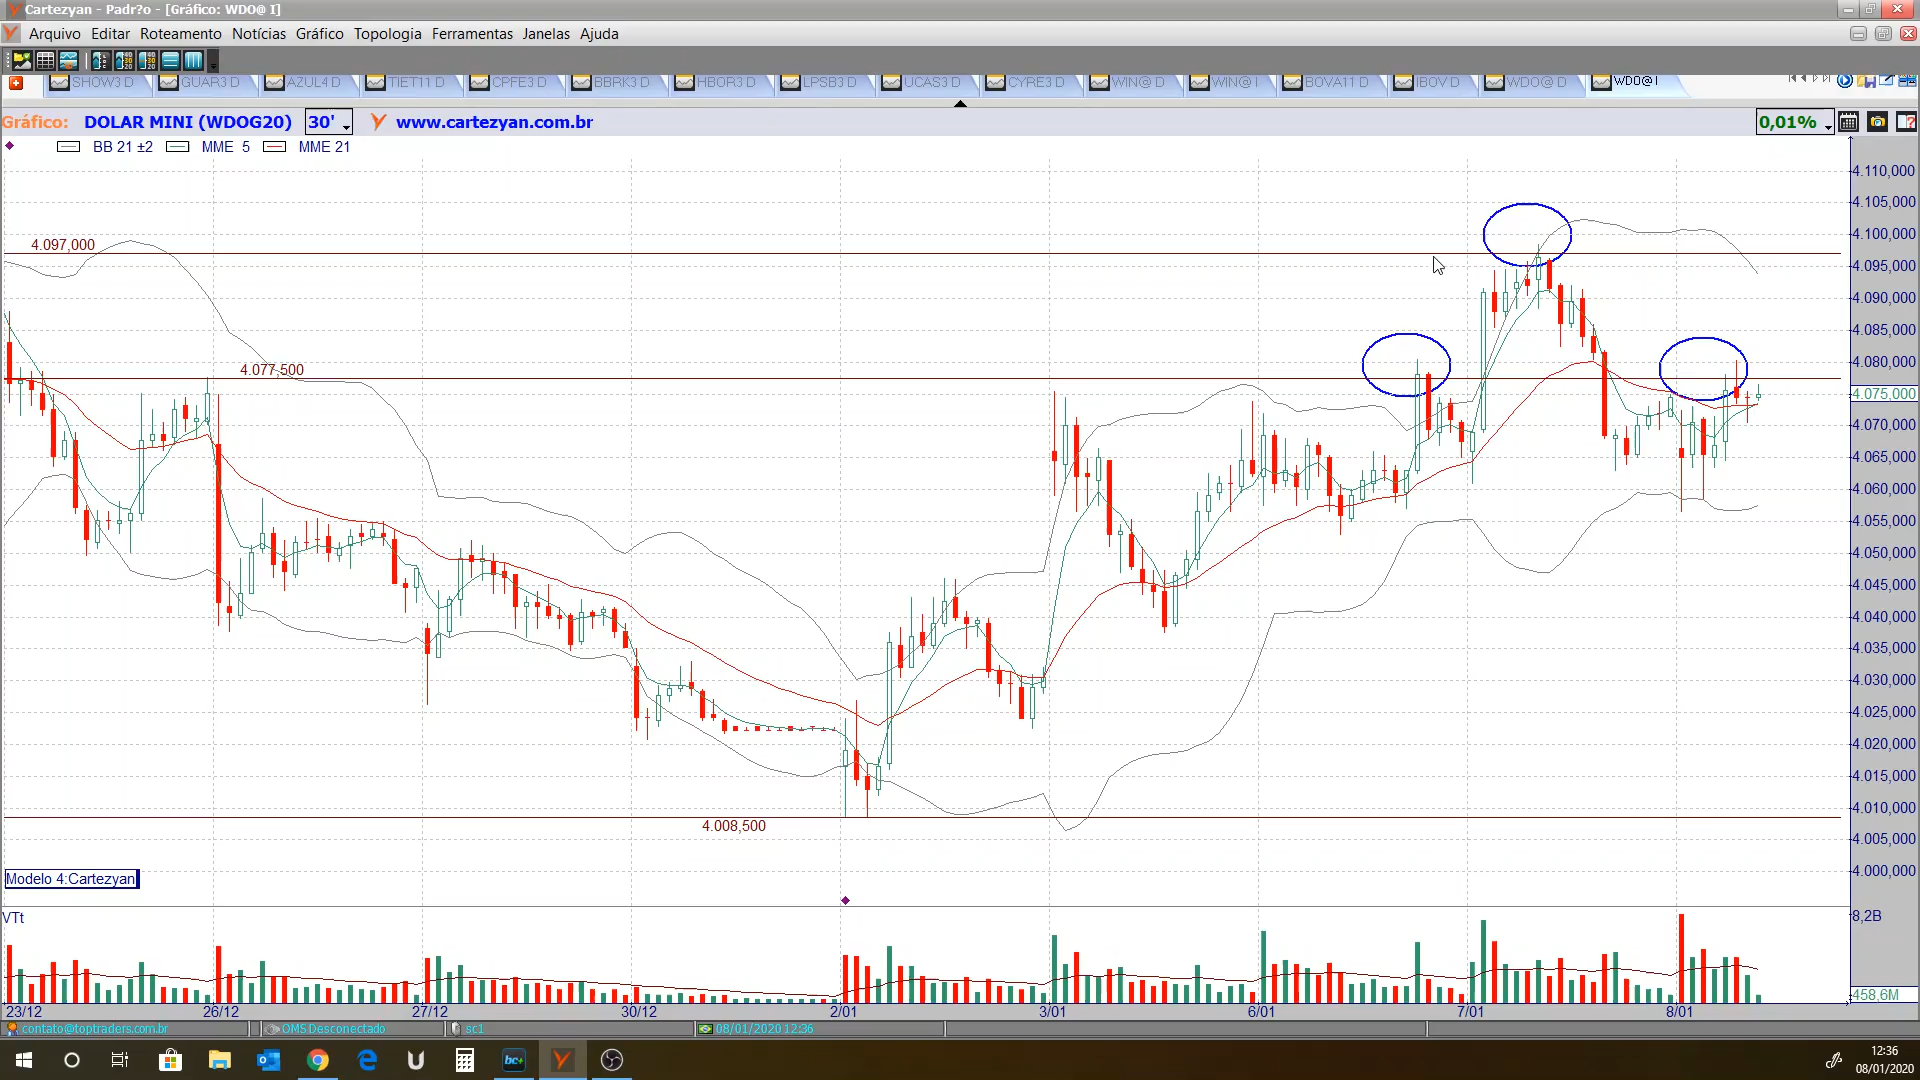 Cartezyan - Padr?o - [Gráfico: WDO@ I]
Arquivo Editar Roteamento Notícias Gráfico Topologia Ferramentas Janelas Ajuda
SHOW3 D GUAR3 D AZUL4 D TIET11 D CPFE3 D BBRK3 D HBOR3 D LPSB3 D UCAS3 D CYRE3 D WIN@ D WIN@ I BOVA11 D IBOV D WDO@ D WDO@ I
Gráfico: DOLAR MINI (WDOG20) 30' www.cartezyan.com.br 0,01%
BB 21 ±2 MME 5 MME 21
4.110,000
4.105,000
4.100,000
4.097,000
4.095,000
4.090,000
4.085,000
4.080,000
4.077,500
4.075,000
4.070,000
4.065,000
4.060,000
4.055,000
4.050,000
4.045,000
4.040,000
4.035,000
4.030,000
4.025,000
4.020,000
4.015,000
4.010,000
4.008,500
4.005,000
4.000,000
Modelo 4:Cartezyan
VTt
8,2B
458,6M
23/12 26/12 27/12 30/12 2/01 3/01 6/01 7/01 8/01
contato@toptraders.com.br OMS Desconectado sc1 08/01/2020 12:36
bc+
12:36
08/01/2020